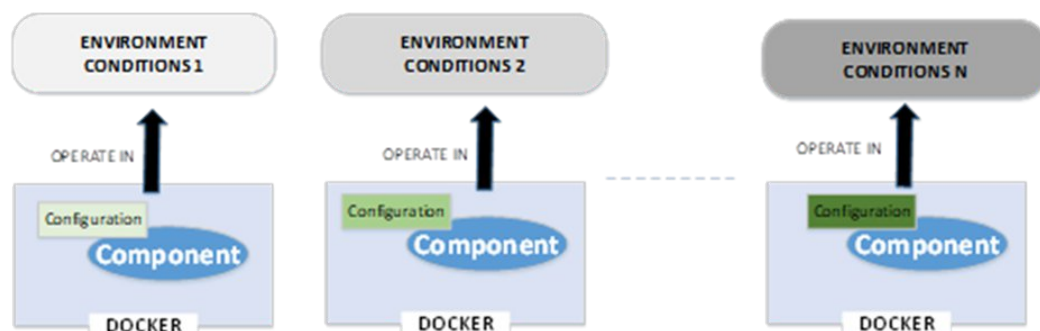 ENVIRONMENT
CONDITIONS 1
ENVIRONMENT
CONDITIONS 2
ENVIRONMENT
CONDITIONS N
OPERATE IN
OPERATE IN
OPERATE IN
Configuration
Component
DOCKER
Configuration
Component
DOCKER
Configuration
Component
DOCKER